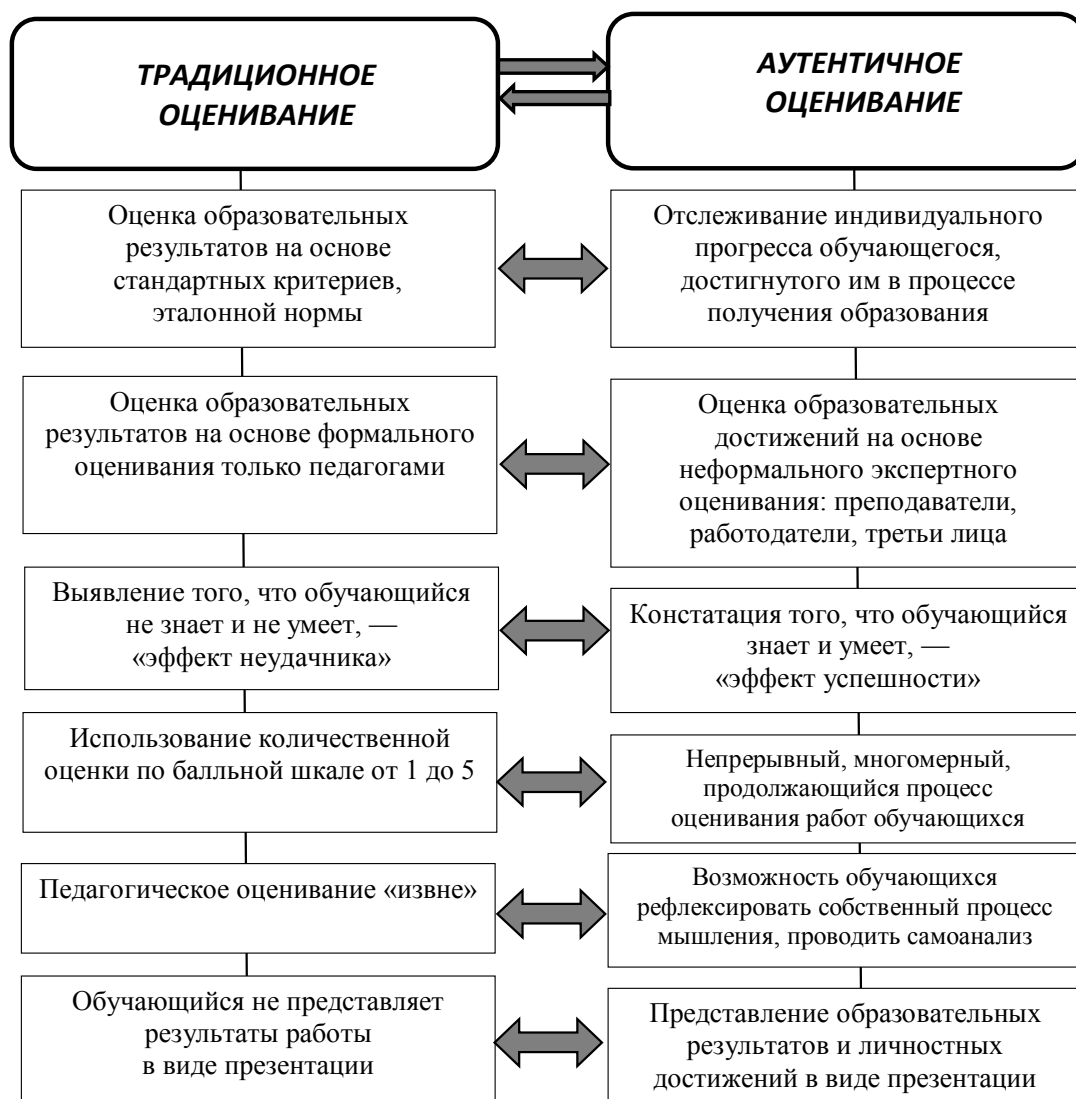 ТРАДИЦИОННОЕ
ОЦЕНИВАНИЕ
АУТЕНТИЧНОЕ
ОЦЕНИВАНИЕ
Оценка образовательных
результатов на основе
стандартных критериев,
эталонной нормы
Отслеживание индивидуального
прогресса обучающегося,
достигнутого им в процессе
получения образования
Оценка образовательных
результатов на основе формального
оценивания только педагогами
Оценка образовательных
достижений на основе
неформального экспертного
оценивания: преподаватели,
работодатели, третьи лица
Выявление того, что обучающийся
не знает и не умеет, —
«эффект неудачника»
Констатация того, что обучающийся
знает и умеет, —
«эффект успешности»
Использование количественной
оценки по балльной шкале от 1 до 5
Непрерывный, многомерный,
продолжающийся процесс
оценивания работ обучающихся
Педагогическое оценивание «извне»
Возможность обучающихся
рефлексировать собственный процесс
мышления, проводить самоанализ
Обучающийся не представляет
результаты работы
в виде презентации
Представление образовательных
результатов и личностных
достижений в виде презентации